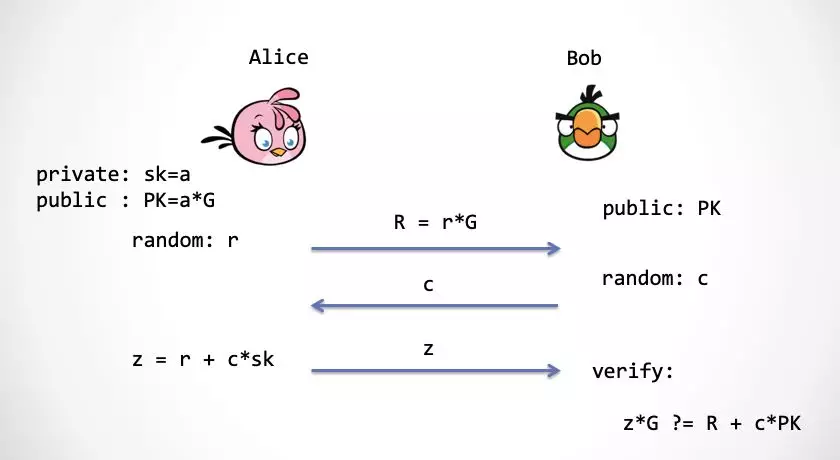 Alice
Bob
private: sk=a
public : PK=a*G
random: r
R = r*G
public: PK
c
random: c
z = r + c*sk
z
verify:
z*G ?= R + c*PK